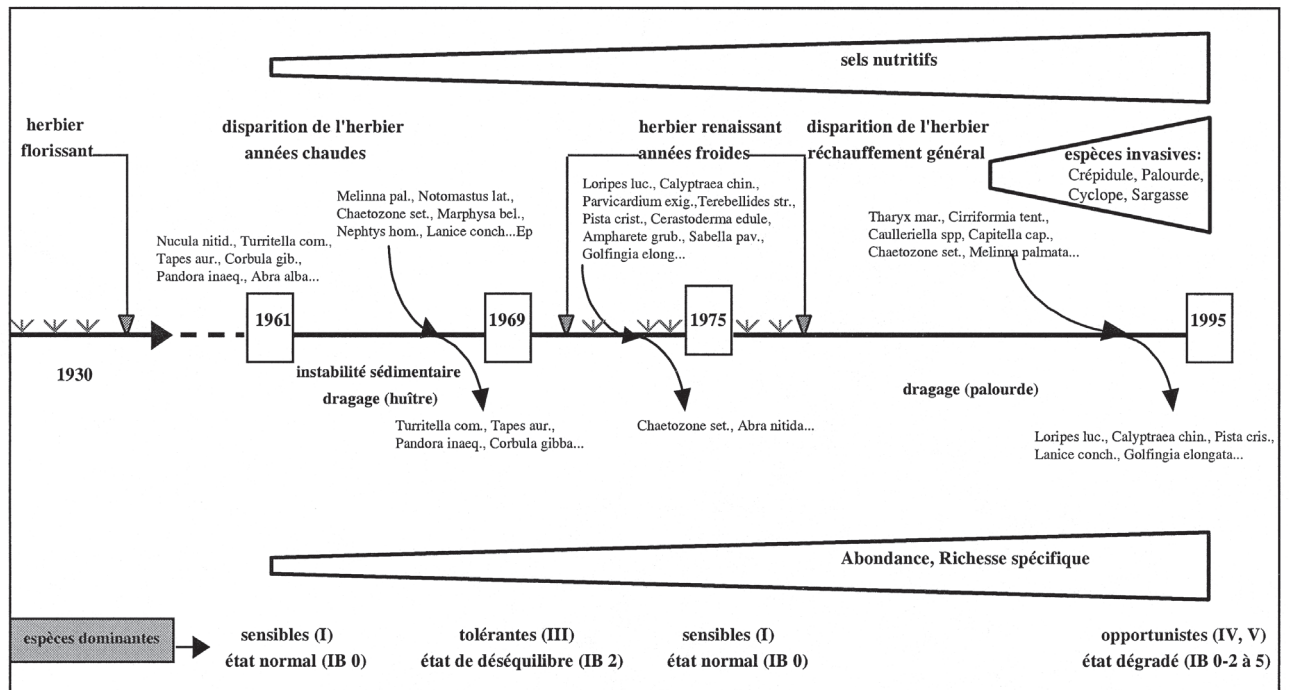 sels nutritifs
herbier
florissant
disparition de l'herbier
années chaudes
herbier renaissant
années froides
disparition de l'herbier
réchauffement général
espèces invasives:
Crépidule, Palourde,
Cyclope, Sargasse
Nucula nitid., Turritella com.,
Tapes aur., Corbula gib.,
Pandora inaeq., Abra alba...
Melinna pal., Notomastus lat.,
Chaetozone set., Marphysa bel.,
Nephtys hom., Lanice conch...Ep
Loripes luc., Calyptraea chin.,
Parvicardium exig.,Terebellides str.,
Pista crist., Cerastoderma edule,
Ampharete grub., Sabella pav.,
Golfingia elong...
Tharyx mar., Cirriformia tent.,
Caulleriella spp, Capitella cap.,
Chaetozone set., Melinna palmata...
1930
1961
1969
1975
1995
instabilité sédimentaire
dragage (huître)
dragage (palourde)
Turritella com., Tapes aur.,
Pandora inaeq., Corbula gibba...
Chaetozone set., Abra nitida...
Loripes luc., Calyptraea chin., Pista cris.,
Lanice conch., Golfingia elongata...
Abondance, Richesse spécifique
espèces dominantes
sensibles (I)
état normal (IB 0)
tolérantes (III)
état de déséquilibre (IB 2)
sensibles (I)
état normal (IB 0)
opportunistes (IV, V)
état dégradé (IB 0-2 à 5)